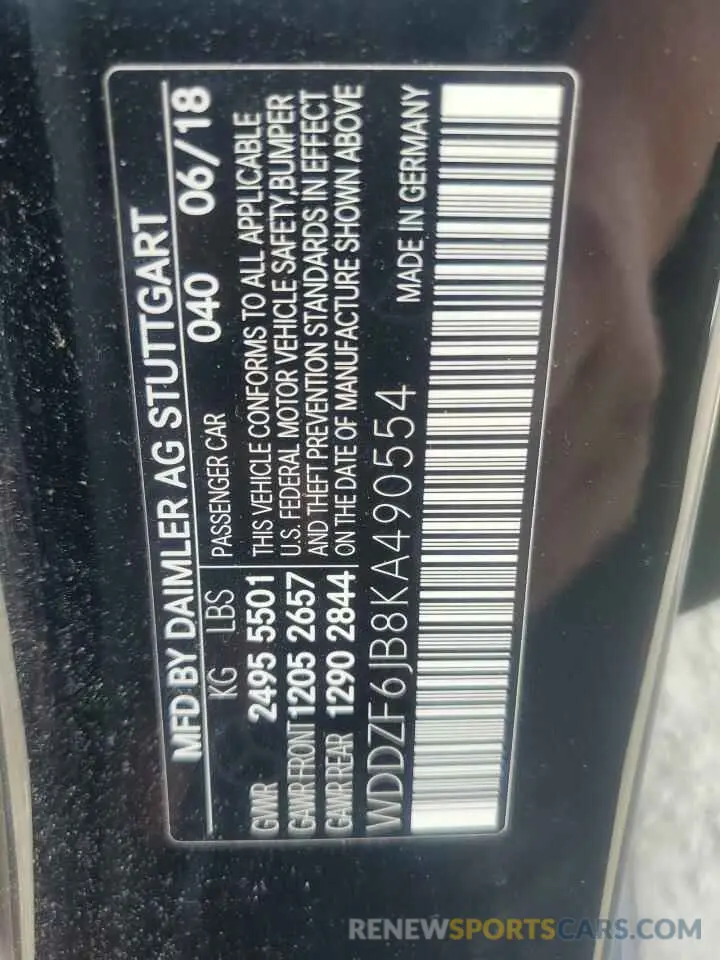 MFD BY DAIMLER AG STUTTGART
KG LBS 040 06/18
GWR 2495 5501
GAWR FRONT 1205 2657
GAWR REAR 1290 2844
PASSENGER CAR
THIS VEHICLE CONFORMS TO ALL APPLICABLE
U.S. FEDERAL MOTOR VEHICLE SAFETY, BUMPER
AND THEFT PREVENTION STANDARDS IN EFFECT
ON THE DATE OF MANUFACTURE SHOWN ABOVE
WDDZF6JB8KA490554 MADE IN GERMANY
RENEWSPORTSCARS.COM